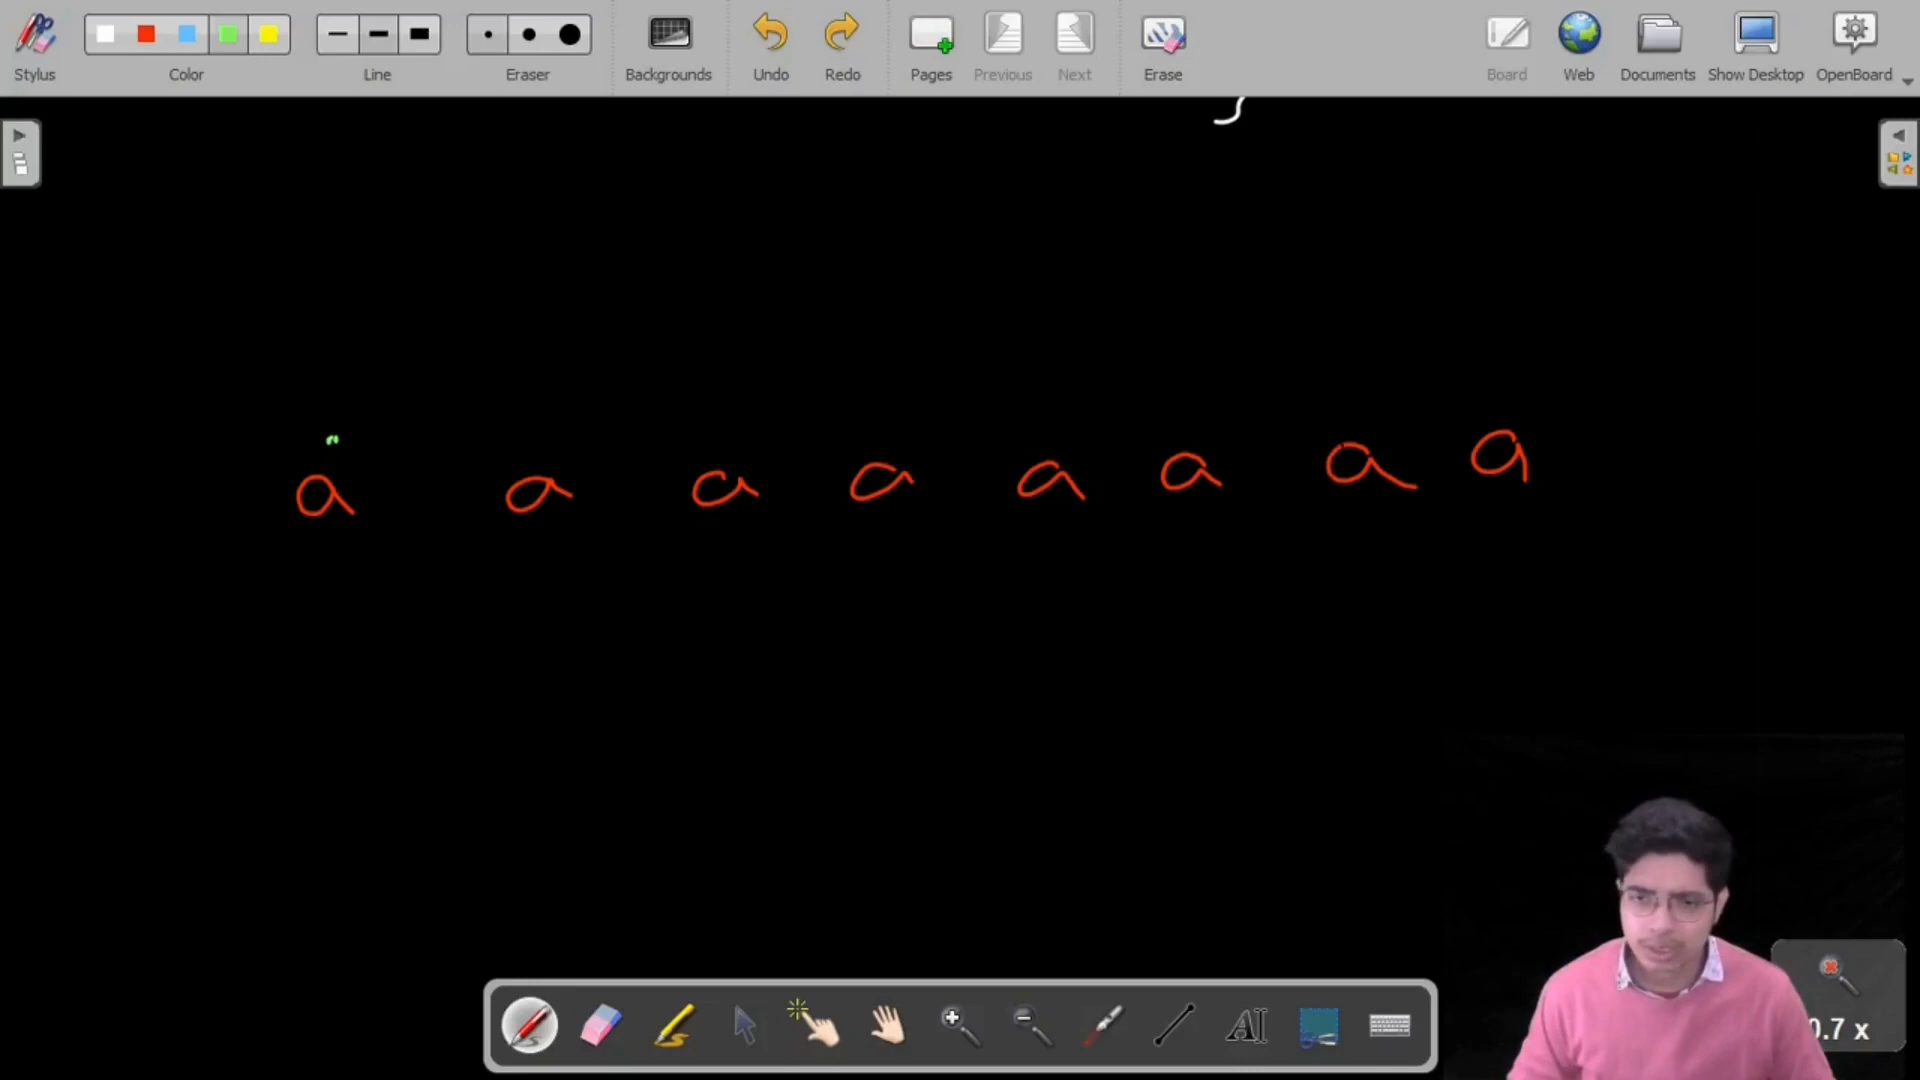 Stylus Color Line Eraser Backgrounds Undo Redo Pages Previous Next Erase Board Web Documents Show Desktop OpenBoard
a a a a a a a a
AI
0.7 x